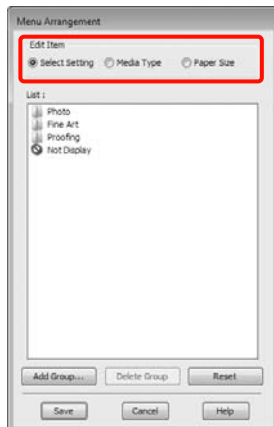 Menu Arrangement
Edit Item
Select Setting Media Type Paper Size
List :
Photo
Fine Art
Proofing
Not Display
Add Group... Delete Group Reset
Save Cancel Help